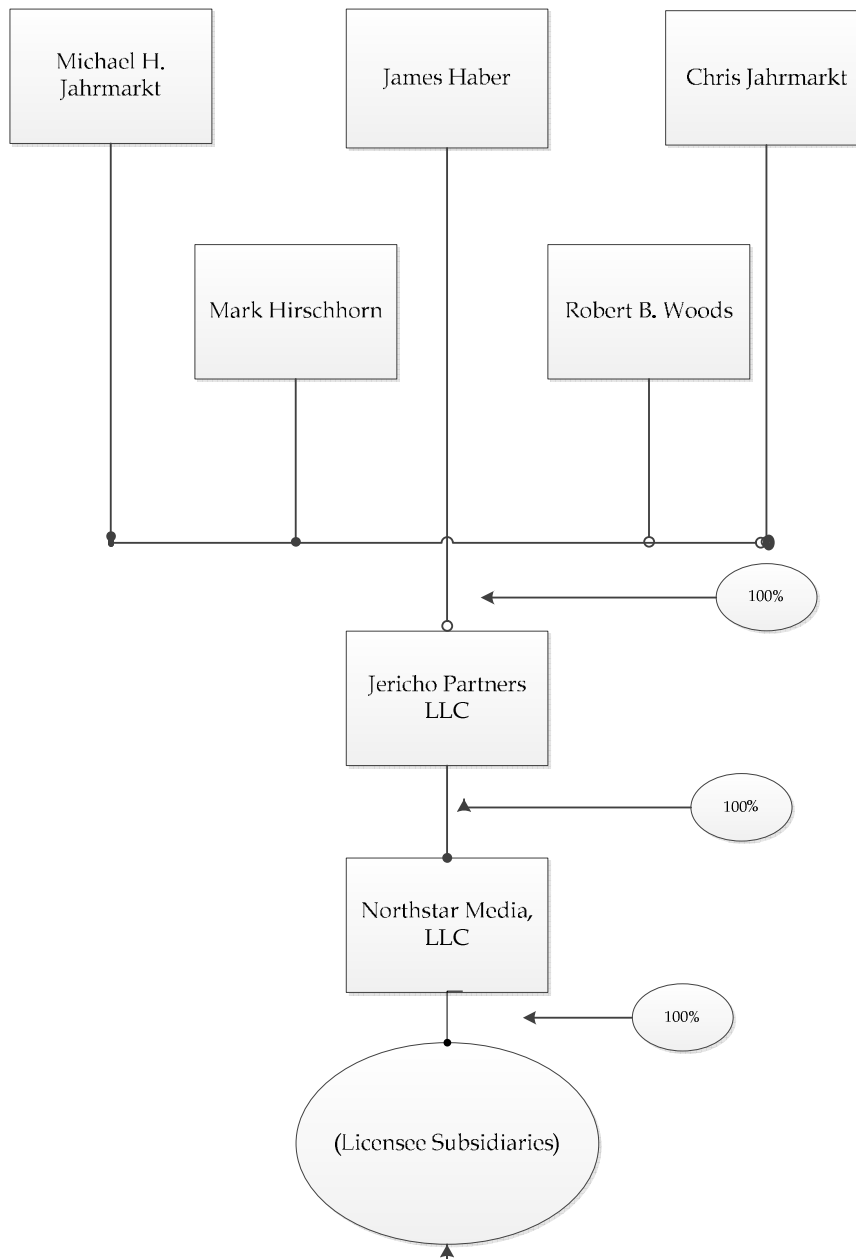 Michael H.
Jahrmarkt
James Haber
Chris Jahrmarkt
Mark Hirschhorn
Robert B. Woods
100%
Jericho Partners
LLC
100%
Northstar Media,
LLC
100%
(Licensee Subsidiaries)